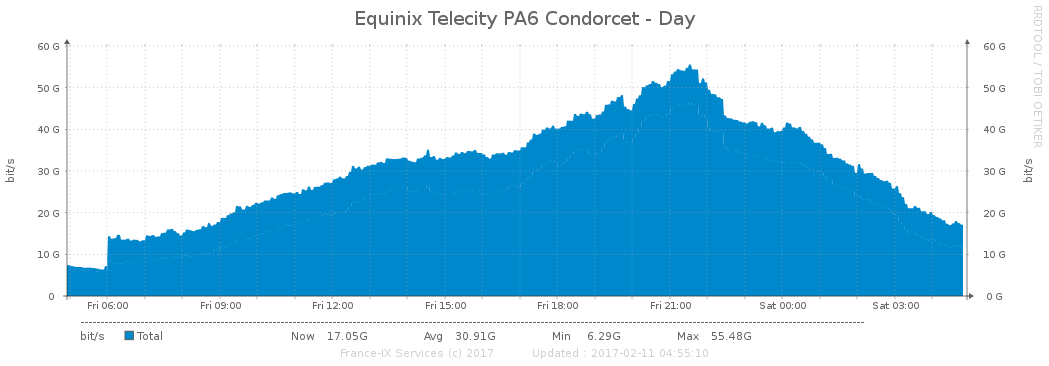 Equinix Telecity PA6 Condorcet - Day
RRDTOOL / TOBI OETIKER
bit/s
60 G 60 G
50 G 50 G
40 G 40 G
30 G 30 G
20 G 20 G
10 G 10 G
0 0 G
bit/s
Fri 06:00 Fri 09:00 Fri 12:00 Fri 15:00 Fri 18:00 Fri 21:00 Sat 00:00 Sat 03:00
bit/s Total Now 17.05G Avg 30.91G Min 6.29G Max 55.48G
France-IX Services (c) 2017 Updated : 2017-02-11 04:55:10